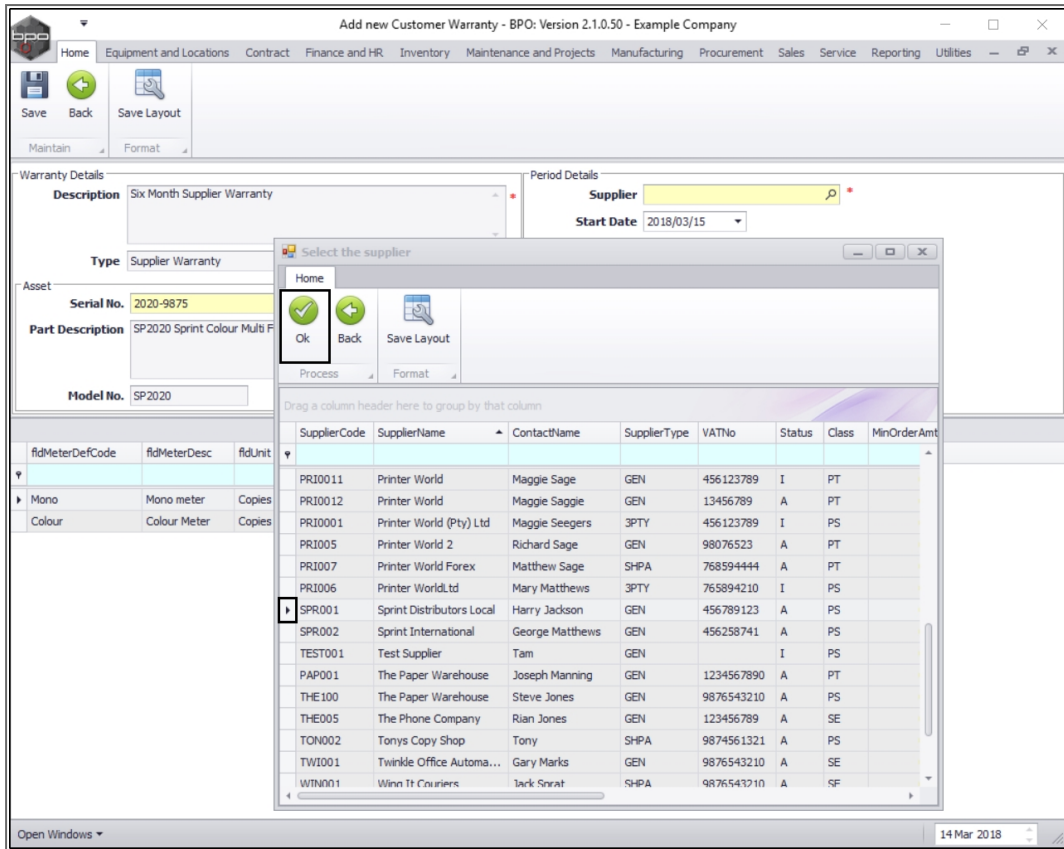 Add new Customer Warranty - BPO: Version 2.1.0.50 - Example Company
bpo
Home Equipment and Locations Contract Finance and HR Inventory Maintenance and Projects Manufacturing Procurement Sales Service Reporting Utilities
Save Back Save Layout
Maintain Format
Warranty Details Period Details
Description Six Month Supplier Warranty * Supplier *
Start Date 2018/03/15
Type Supplier Warranty
Asset
Serial No. 2020-9875
Part Description SP2020 Sprint Colour Multi F
Model No. SP2020
fldMeterDefCode fldMeterDesc fldUnit
Mono Mono meter Copies
Colour Colour Meter Copies
Select the supplier
Home
Ok Back Save Layout
Process Format
Drag a column header here to group by that column
SupplierCode SupplierName ContactName SupplierType VATNo Status Class MinOrderAmt
PRI0011 Printer World Maggie Sage GEN 456123789 I PT
PRI0012 Printer World Maggie Saggie GEN 13456789 A PT
PRI0001 Printer World (Pty) Ltd Maggie Seegers 3PTY 456123789 I PS
PRI005 Printer World 2 Richard Sage GEN 98076523 A PT
PRI007 Printer World Forex Matthew Sage SHPA 768594444 A PT
PRI006 Printer WorldLtd Mary Matthews 3PTY 765894210 I PS
SPR001 Sprint Distributors Local Harry Jackson GEN 456789123 A PS
SPR002 Sprint International George Matthews GEN 456258741 A PS
TEST001 Test Supplier Tam GEN I PS
PAP001 The Paper Warehouse Joseph Manning GEN 1234567890 A PT
THE100 The Paper Warehouse Steve Jones GEN 9876543210 A PS
THE005 The Phone Company Rian Jones GEN 123456789 A SE
TON002 Tonys Copy Shop Tony SHPA 9874561321 A PS
TWI001 Twinkle Office Automa... Gary Marks GEN 9876543210 A SE
WIN001 Wing It Couriers Jack Sprat SHPA 9876543210 A SE
Open Windows 14 Mar 2018